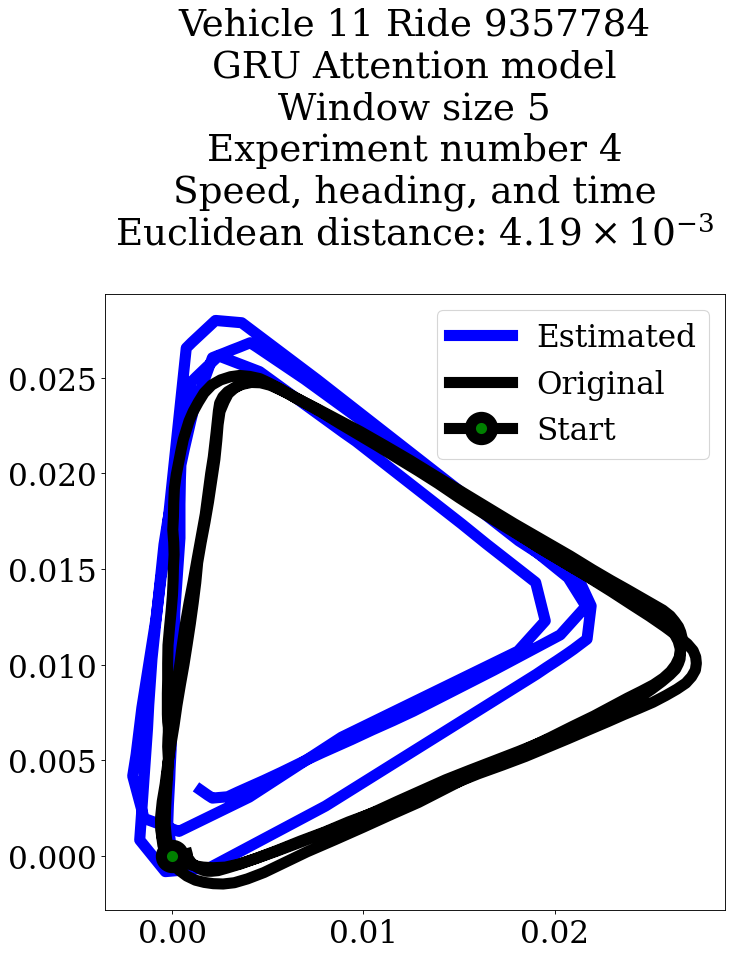 Vehicle 11 Ride 9357784
GRU Attention model
Window size 5
Experiment number 4
Speed, heading, and time
Euclidean distance: 4.19 × 10⁻³
Estimated
Original
Start
0.025
0.020
0.015
0.010
0.005
0.000
0.00 0.01 0.02